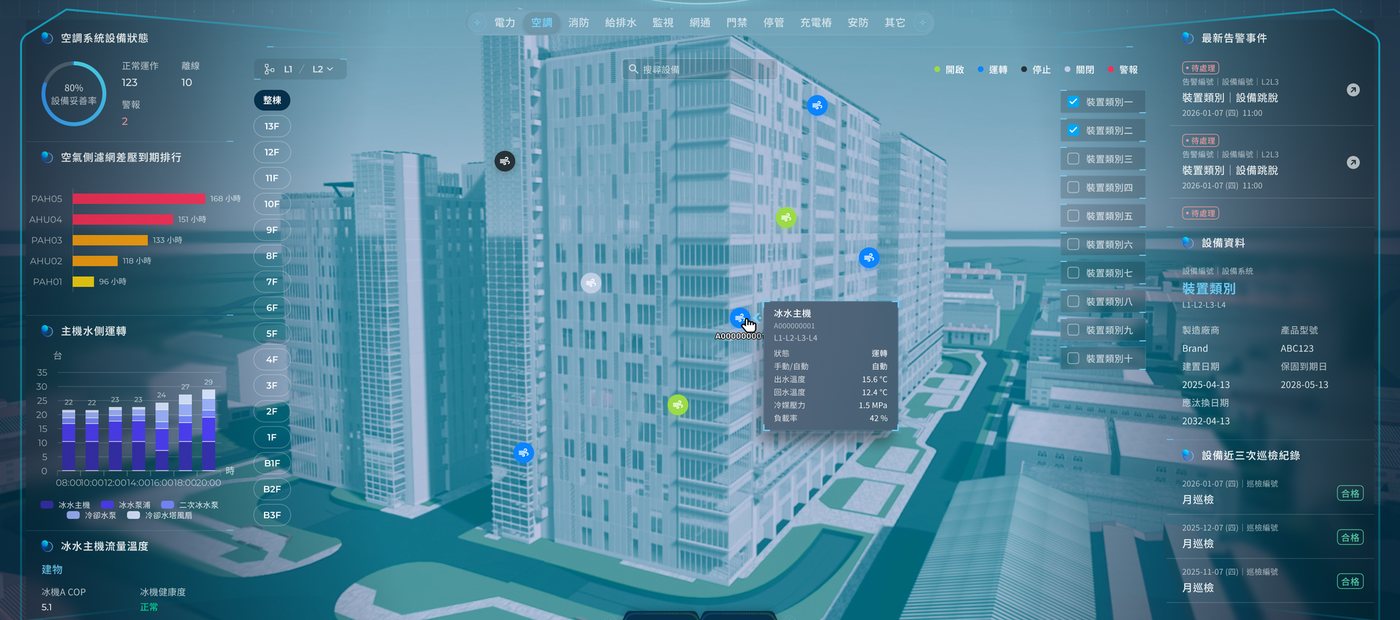 電力 空調 消防 給排水 監視 網通 門禁 停管 充電樁 安防 其它
空調系統設備狀態
80%
設備妥善率
正常運作
123
離線
10
警報
2
空氣側濾網差壓到期排行
PAH05 168 小時
AHU04 151 小時
PAH03 133 小時
AHU02 118 小時
PAH01 96 小時
主機水側運轉
台
35
30
25
20
15
10
5
0
22 22 23 23 24 27 29
08:00 10:00 12:00 14:00 16:00 18:00 20:00
時
冰水主機 冰水泵浦 二次冰水泵
冷卻水泵 冷卻水塔風扇
冰水主機流量溫度
建物
冰機A COP
5.1
冰機健康度
正常
L1 / L2
整棟
13F
12F
11F
10F
9F
8F
7F
6F
5F
4F
3F
2F
1F
B1F
B2F
B3F
搜尋設備
開啟 運轉 停止 關閉 警報
裝置類別一
裝置類別二
裝置類別三
裝置類別四
裝置類別五
裝置類別六
裝置類別七
裝置類別八
裝置類別九
裝置類別十
A000000001
冰水主機
A000000001
L1-L2-L3-L4
狀態 運轉
手動/自動 自動
出水溫度 15.6 °C
回水溫度 12.4 °C
冷媒壓力 1.5 MPa
負載率 42 %
最新告警事件
待處理
告警編號｜設備編號｜L2L3
裝置類別｜設備跳脫
2026-01-07 (四) 11:00
待處理
告警編號｜設備編號｜L2L3
裝置類別｜設備跳脫
2026-01-07 (四) 11:00
待處理
設備資料
設備編號｜設備系統
裝置類別
L1-L2-L3-L4
製造廠商
Brand
產品型號
ABC123
建置日期
2025-04-13
保固到期日
2028-05-13
應汰換日期
2032-04-13
設備近三次巡檢紀錄
2026-01-07 (四)｜巡檢編號
月巡檢
合格
2025-12-07 (四)｜巡檢編號
月巡檢
合格
2025-11-07 (四)｜巡檢編號
月巡檢
合格